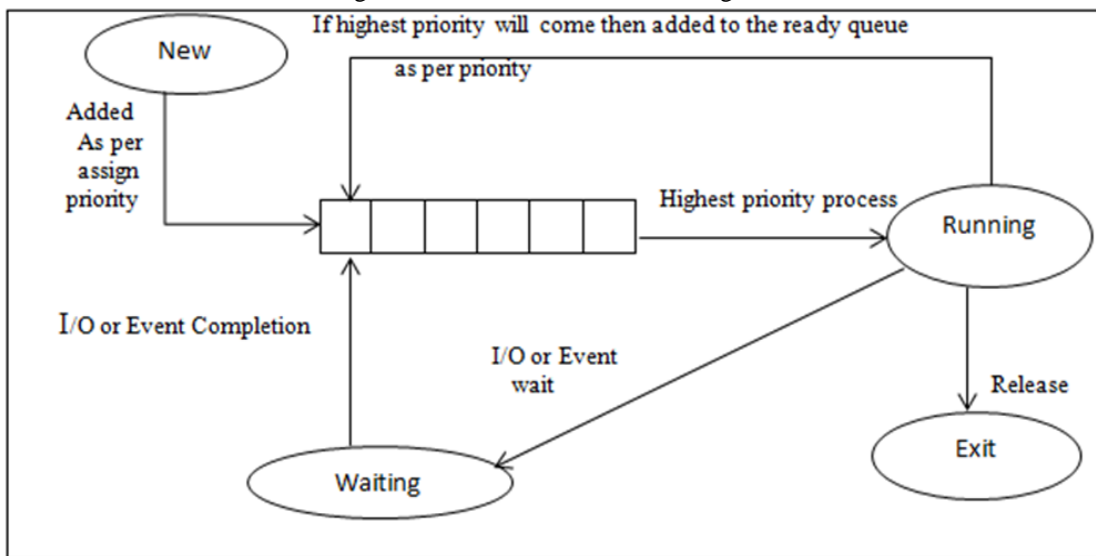 If highest priority will come then added to the ready queue
as per priority
New
Added
As per
assign
priority
Highest priority process
Running
I/O or Event Completion
I/O or Event
wait
Release
Waiting
Exit